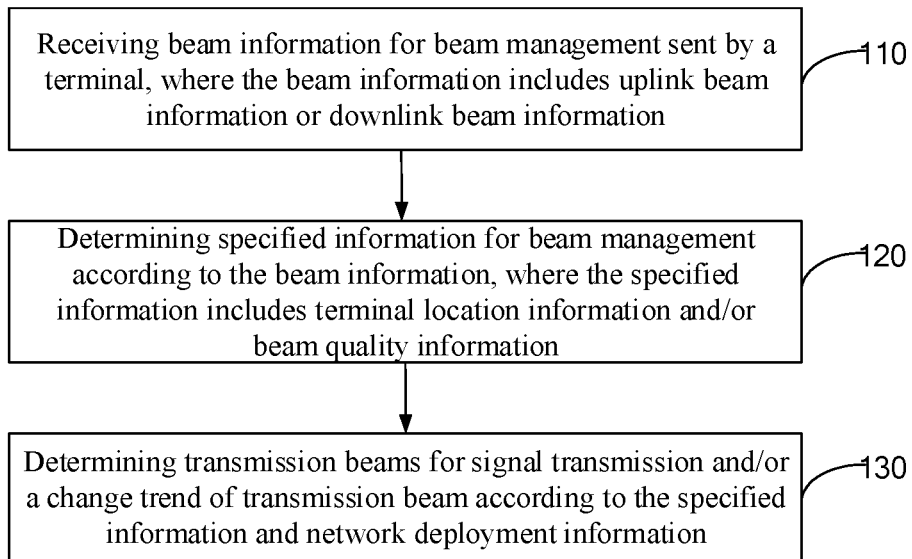 Receiving beam information for beam management sent by a
terminal, where the beam information includes uplink beam
information or downlink beam information
110
Determining specified information for beam management
according to the beam information, where the specified
information includes terminal location information and/or
beam quality information
120
Determining transmission beams for signal transmission and/or
a change trend of transmission beam according to the specified
information and network deployment information
130